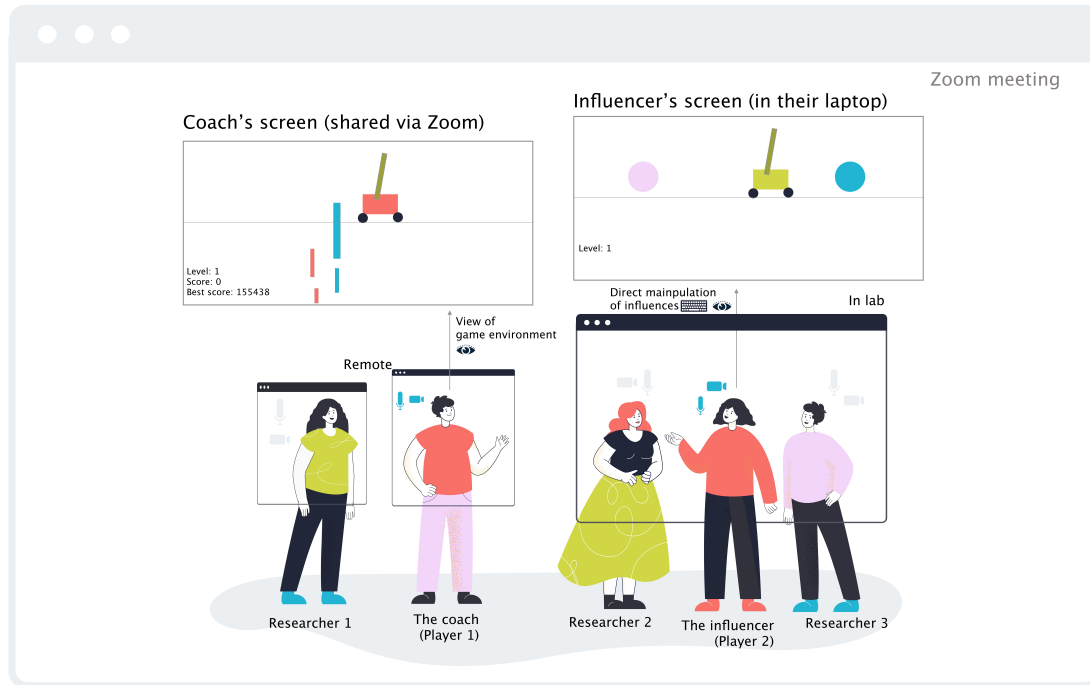 Zoom meeting
Coach's screen (shared via Zoom)
Influencer's screen (in their laptop)
Level: 1
Score: 0
Best score: 155438
Level: 1
View of
game environment
Direct mainpulation
of influences
In lab
Remote
Researcher 1
The coach
(Player 1)
Researcher 2
The influencer
(Player 2)
Researcher 3